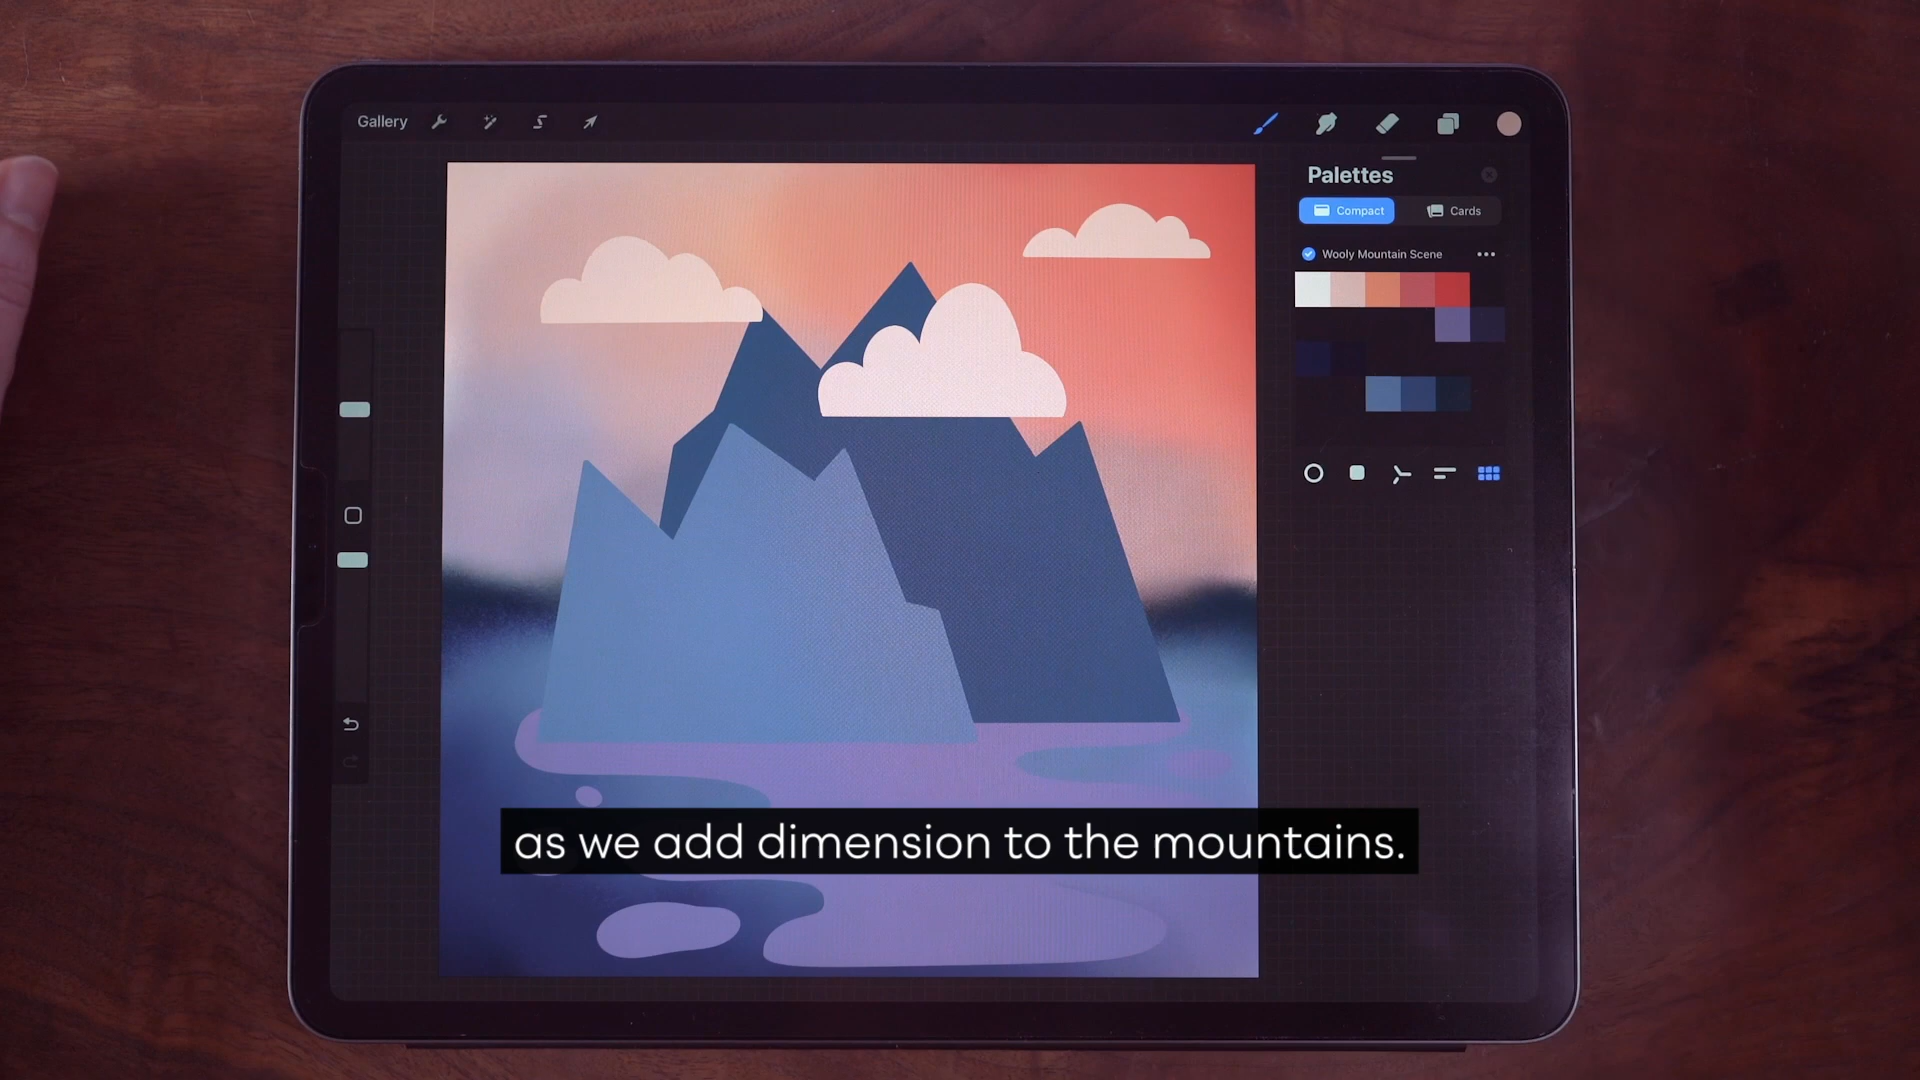 Gallery
Palettes
Compact
Cards
Wooly Mountain Scene
as we add dimension to the mountains.